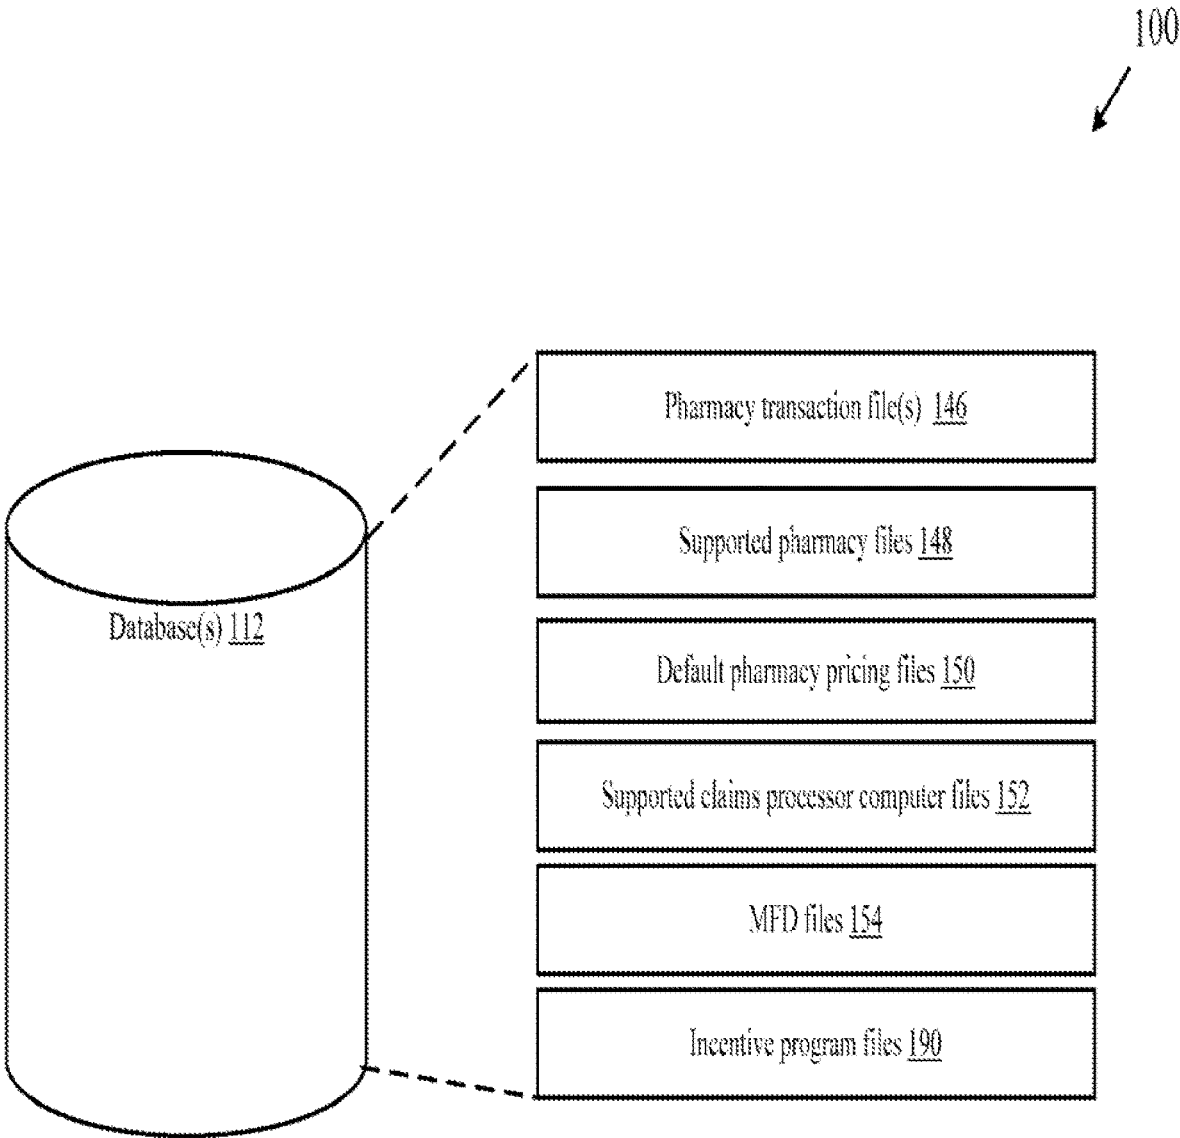 100
Pharmacy transaction file(s) 146
Supported pharmacy files 148
Database(s) 112
Default pharmacy pricing files 150
Supported claims processor computer files 152
MFD files 154
Incentive program files 190